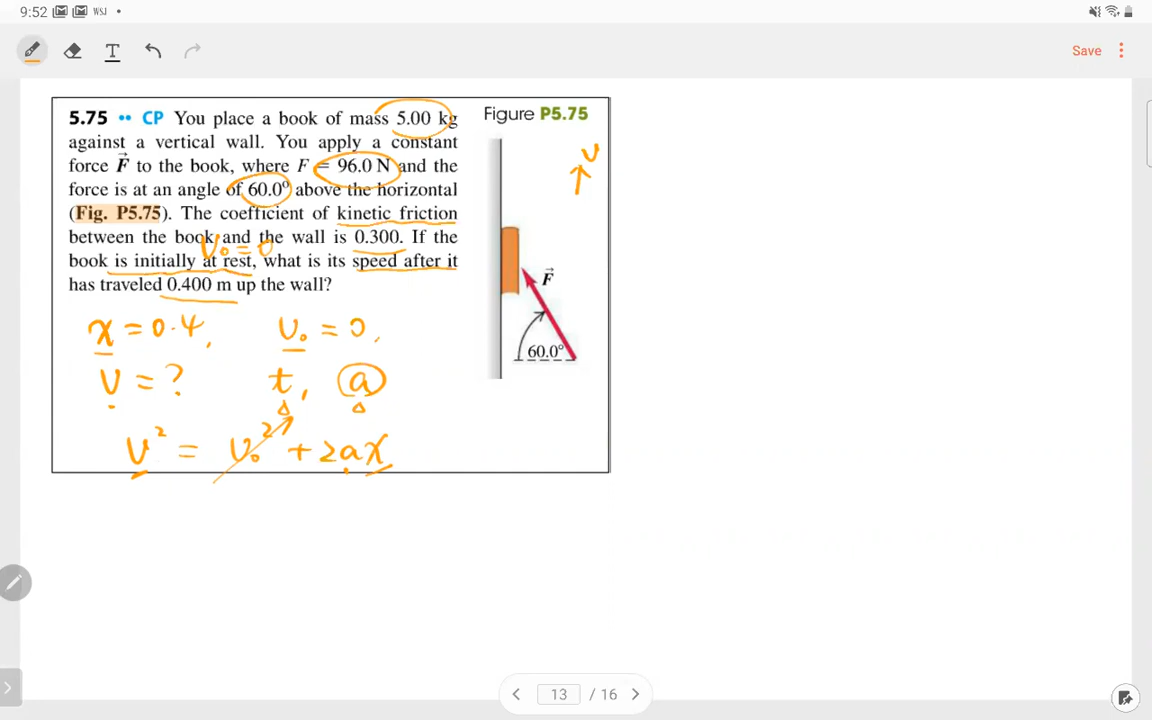 9:52 WSJ •
T Save
5.75 •• CP You place a book of mass 5.00 kg
against a vertical wall. You apply a constant
force F⃗ to the book, where F = 96.0 N and the
force is at an angle of 60.0° above the horizontal
(Fig. P5.75). The coefficient of kinetic friction
between the book and the wall is 0.300. If the
book is initially at rest, what is its speed after it
has traveled 0.400 m up the wall?
Figure P5.75
v
F⃗
60.0°
v₀ = 0
x = 0.4, v₀ = 0,
v = ? t, a
v² = v₀² + 2ax
13 / 16